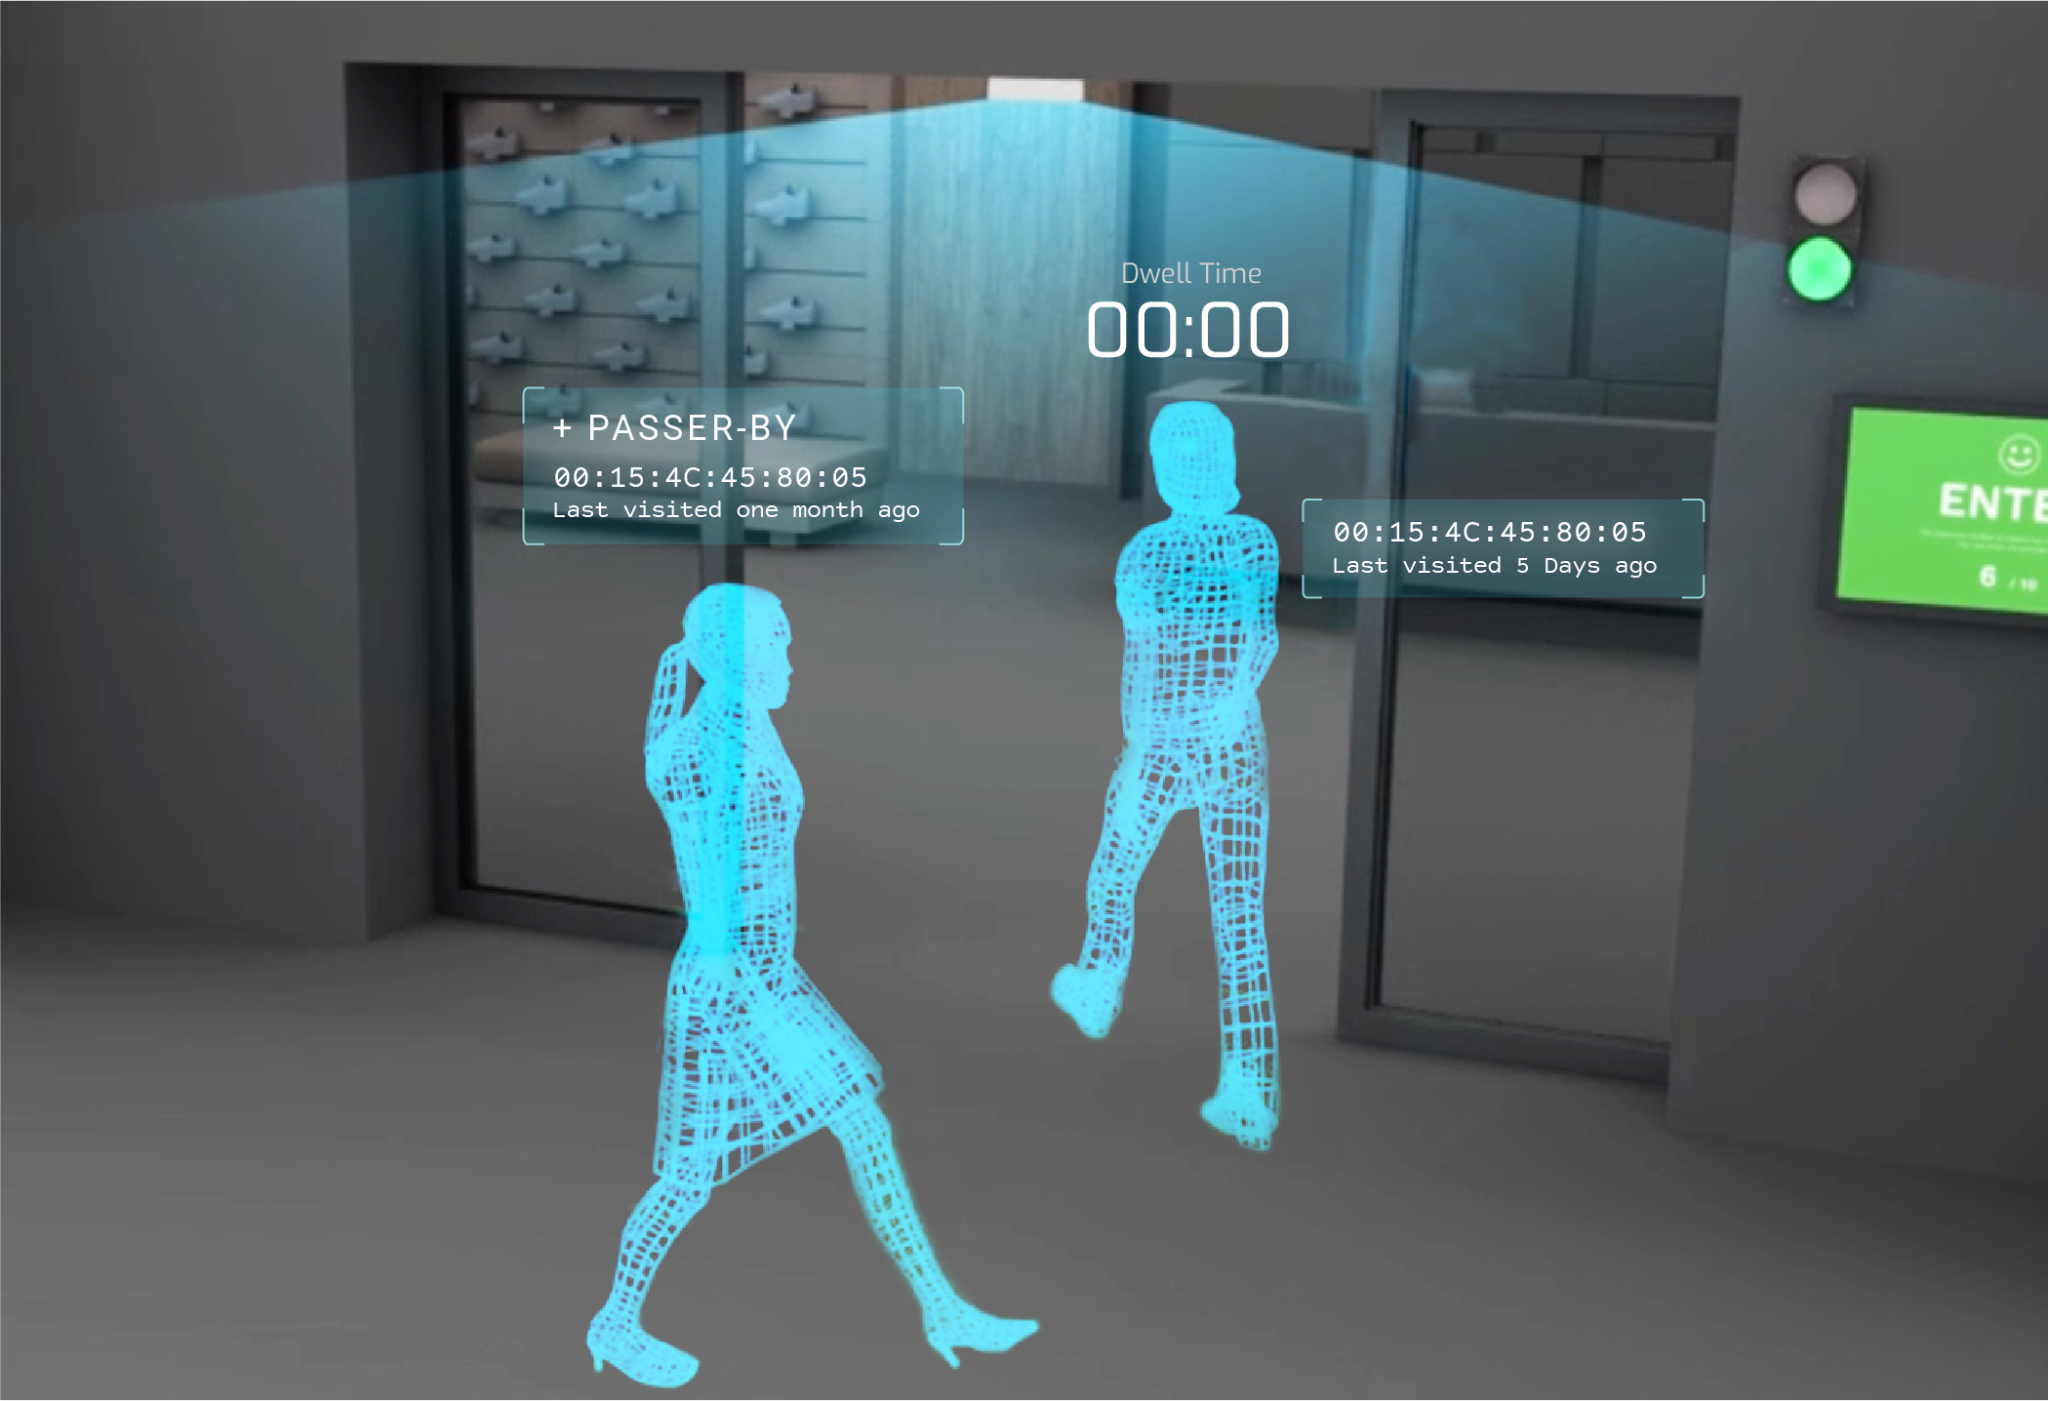 Dwell Time
00:00
+ PASSER-BY
00:15:4C:45:80:05
Last visited one month ago
00:15:4C:45:80:05
Last visited 5 Days ago
ENTE
6 / 10